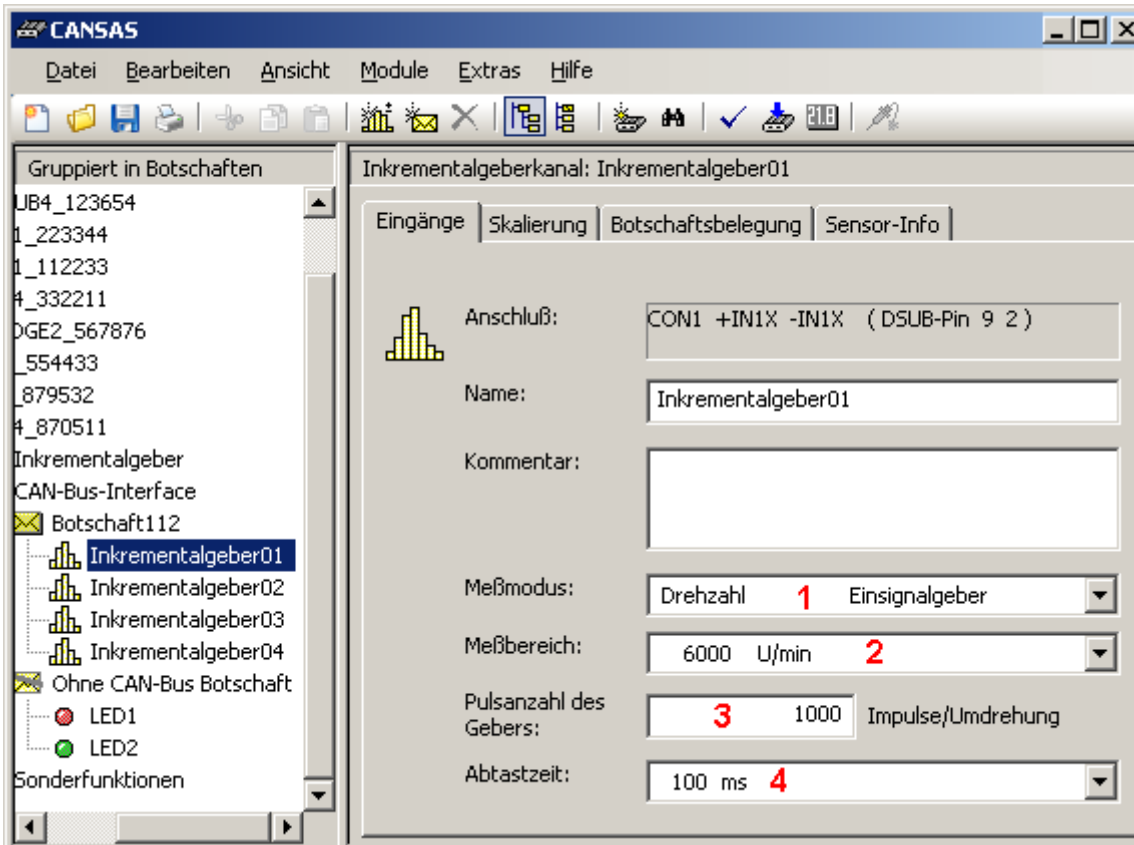 CANSAS
Datei Bearbeiten Ansicht Module Extras Hilfe
21.8
Gruppiert in Botschaften
UB4_123654
1_223344
1_112233
4_332211
OGE2_567876
_554433
_879532
4_870511
Inkrementalgeber
CAN-Bus-Interface
Botschaft112
Inkrementalgeber01
Inkrementalgeber02
Inkrementalgeber03
Inkrementalgeber04
Ohne CAN-Bus Botschaft
LED1
LED2
Sonderfunktionen
Inkrementalgeberkanal: Inkrementalgeber01
Eingänge Skalierung Botschaftsbelegung Sensor-Info
Anschluß: CON1 +IN1X -IN1X ( DSUB-Pin 9 2 )
Name: Inkrementalgeber01
Kommentar:
Meßmodus: Drehzahl 1 Einsignalgeber
Meßbereich: 6000 U/min 2
Pulsanzahl des
Gebers: 3 1000 Impulse/Umdrehung
Abtastzeit: 100 ms 4